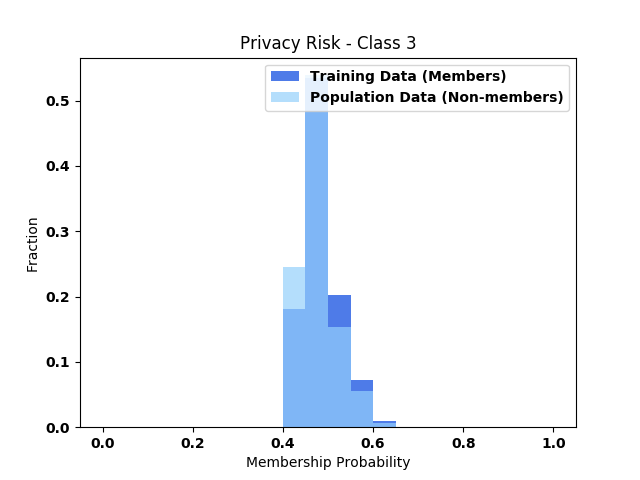 Privacy Risk - Class 3
Training Data (Members)
Population Data (Non-members)
Fraction
0.5
0.4
0.3
0.2
0.1
0.0
0.0 0.2 0.4 0.6 0.8 1.0
Membership Probability